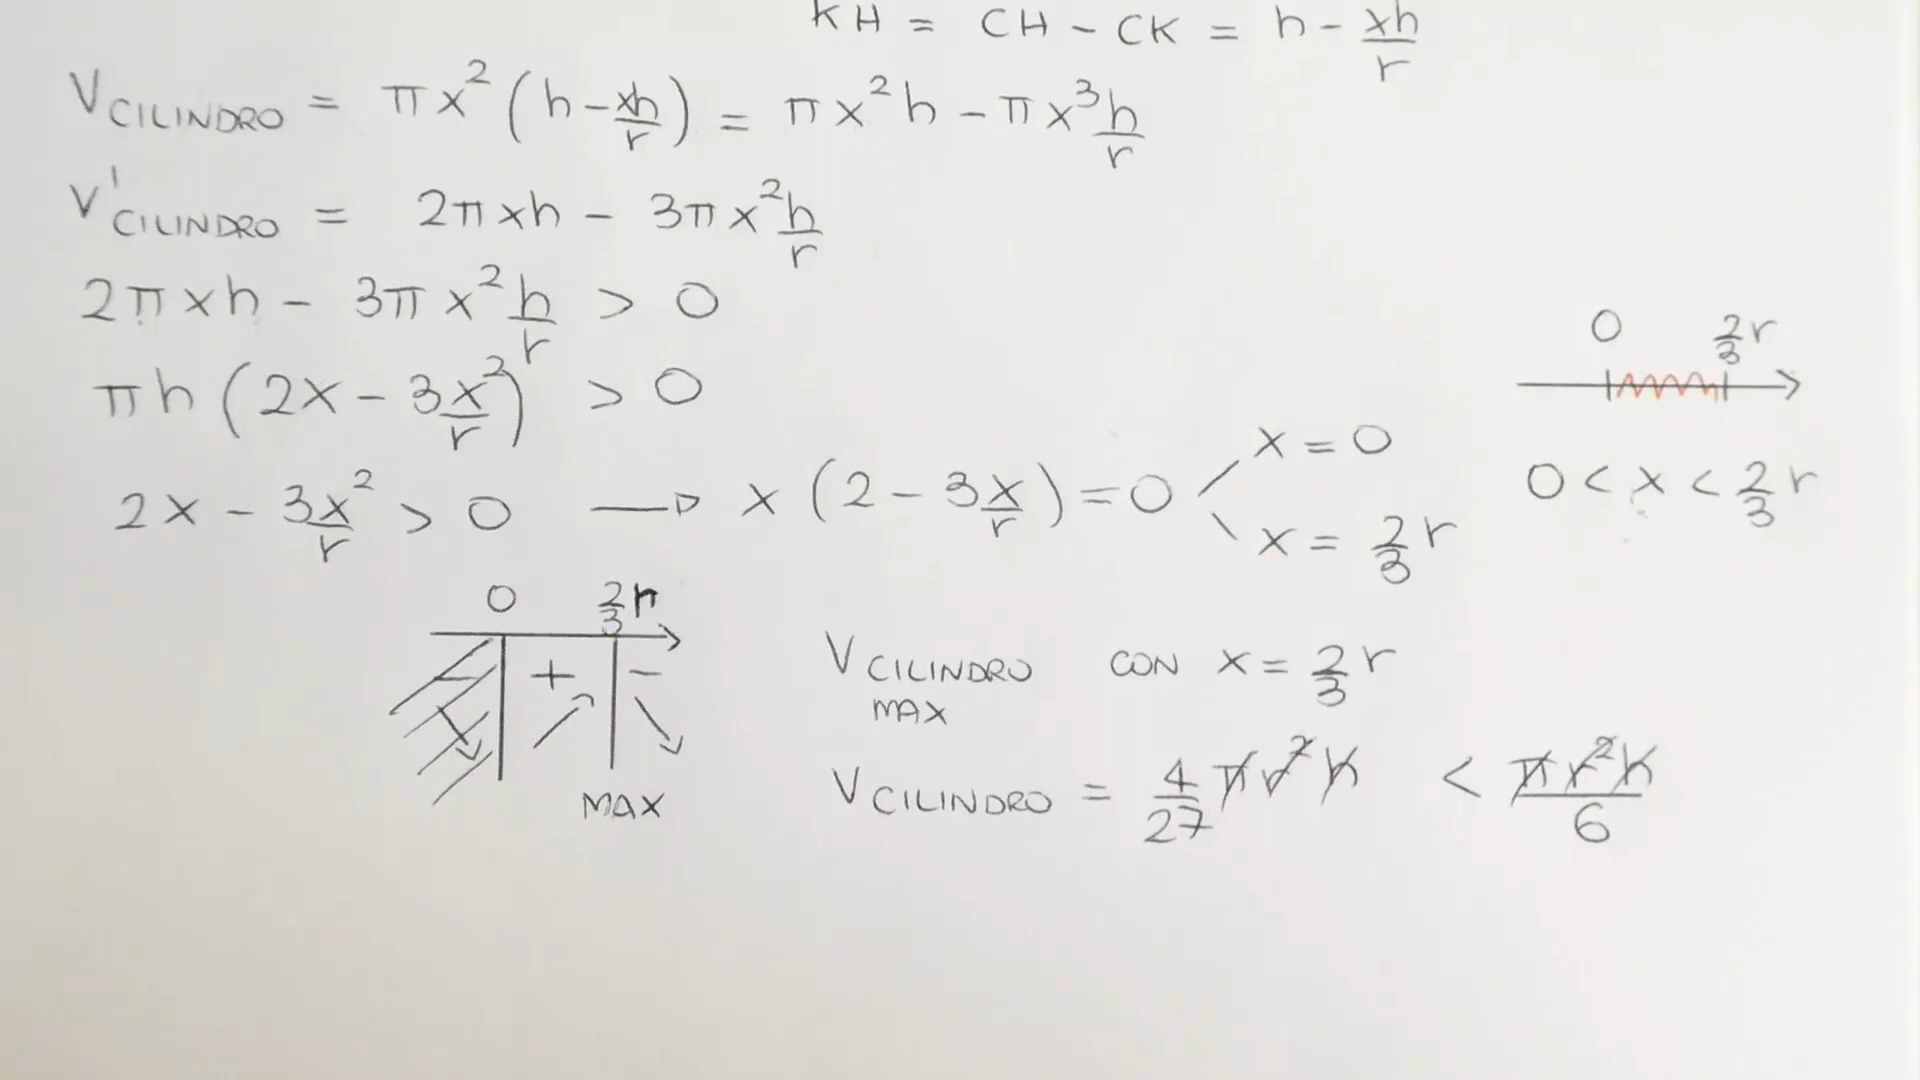 KH = CH - CK = h - xh/r
V CILINDRO = πx² (h - xh/r) = πx²h - πx³ h/r
V' CILINDRO = 2πxh - 3πx² h/r
2πxh - 3πx² h/r > 0
πh (2x - 3x²/r) > 0
2x - 3x²/r > 0 → x (2 - 3x/r) = 0
x = 0
x = 2/3 r
0 2/3 r
0 < x < 2/3 r
0 2/3 r
+ -
MAX
V CILINDRO MAX CON x = 2/3 r
V CILINDRO = 4/27 πr²h < πr²h/6